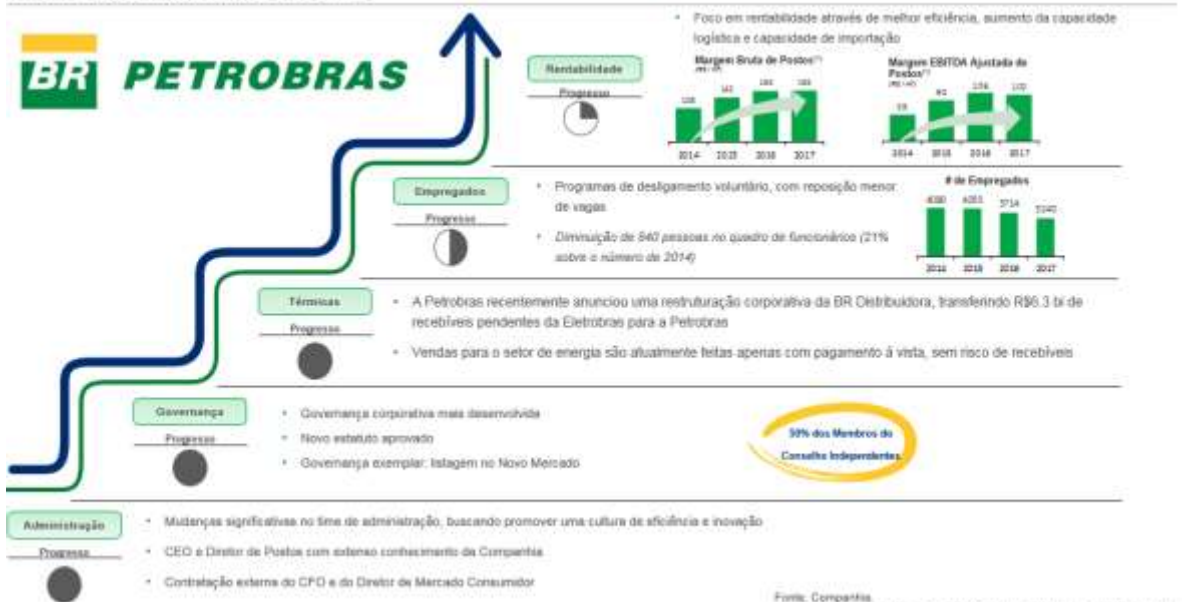 BR PETROBRAS
Rentabilidade
Progresso
• Foco em rentabilidade através de melhor eficiência, aumento da capacidade
logística e capacidade de importação
Margem Bruta de Postos
2014 2015 2016 2017
Margem EBITDA Ajustada de
Postos
2014 2015 2016 2017
Empregados
Progresso
• Programas de desligamento voluntário, com reposição menor
de vagas
• Diminuição de 840 pessoas no quadro de funcionários (21%
sobre o número de 2014)
# de Empregados
2014 2015 2016 2017
Térmicas
Progresso
• A Petrobras recentemente anunciou uma restruturação corporativa da BR Distribuidora, transferindo R$6.3 bi de
recebíveis pendentes da Eletrobras para a Petrobras
• Vendas para o setor de energia são atualmente feitas apenas com pagamento à vista, sem risco de recebíveis
Governança
Progresso
• Governança corporativa mais desenvolvida
• Novo estatuto aprovado
• Governança exemplar: listagem no Novo Mercado
50% dos Membros do
Conselho Independentes
Administração
Progresso
• Mudanças significativas no time de administração, buscando promover uma cultura de eficiência e inovação
• CEO e Diretor de Postos com extenso conhecimento da Companhia
• Contratação externa do CFO e do Diretor de Mercado Consumidor
Fonte: Companhia